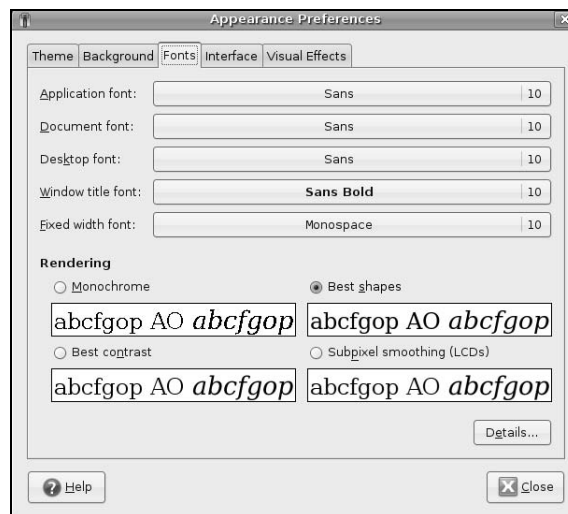 Appearance Preferences
Theme Background Fonts Interface Visual Effects
Application font: Sans 10
Document font: Sans 10
Desktop font: Sans 10
Window title font: Sans Bold 10
Fixed width font: Monospace 10
Rendering
Monochrome Best shapes
abcfgop AO abcfgop abcfgop AO abcfgop
Best contrast Subpixel smoothing (LCDs)
abcfgop AO abcfgop abcfgop AO abcfgop
Details...
Help Close